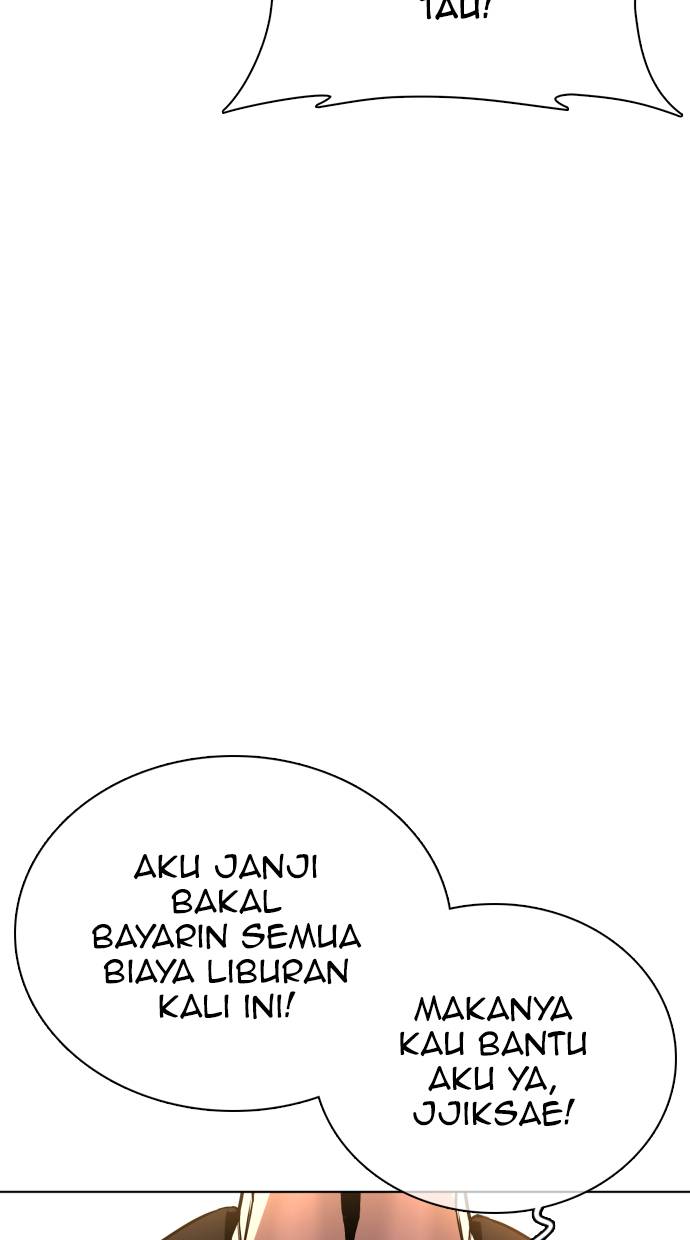 TAU!
AKU JANJI
BAKAL
BAYARIN SEMUA
BIAYA LIBURAN
KALI INI!
MAKANYA
KAU BANTU
AKU YA,
JJIKSAE!